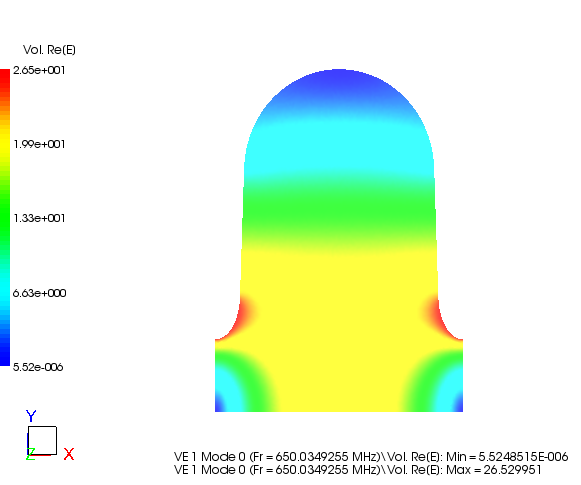 Vol. Re(E)
2.65e+001
1.99e+001
1.33e+001
6.63e+000
5.52e-006
Y
Z
X
VE 1 Mode 0 (Fr = 650.0349255 MHz)\Vol. Re(E): Min = 5.5248515E-006
VE 1 Mode 0 (Fr = 650.0349255 MHz)\Vol. Re(E): Max = 26.529951